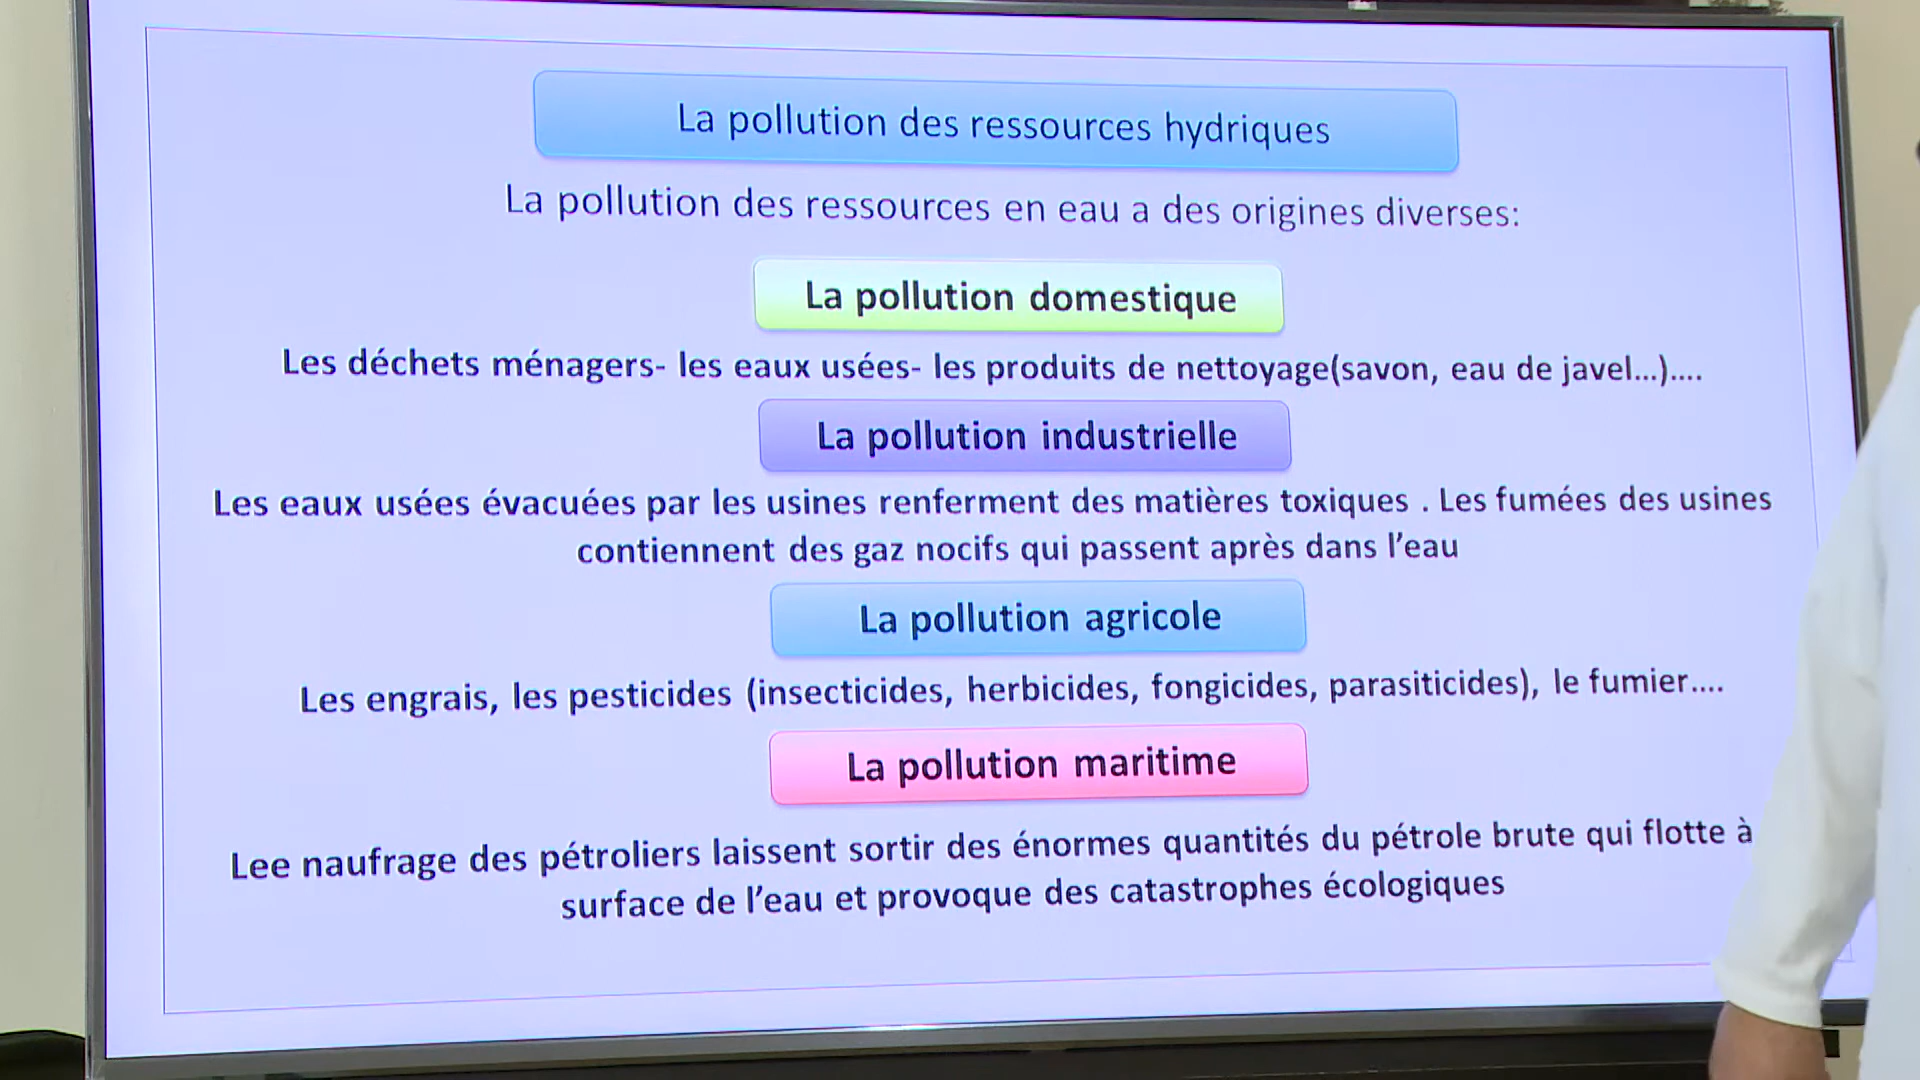 La pollution des ressources hydriques
La pollution des ressources en eau a des origines diverses:
La pollution domestique
Les déchets ménagers- les eaux usées- les produits de nettoyage(savon, eau de javel...)....
La pollution industrielle
Les eaux usées évacuées par les usines renferment des matières toxiques . Les fumées des usines
contiennent des gaz nocifs qui passent après dans l’eau
La pollution agricole
Les engrais, les pesticides (insecticides, herbicides, fongicides, parasiticides), le fumier....
La pollution maritime
Lee naufrage des pétroliers laissent sortir des énormes quantités du pétrole brute qui flotte à
surface de l’eau et provoque des catastrophes écologiques